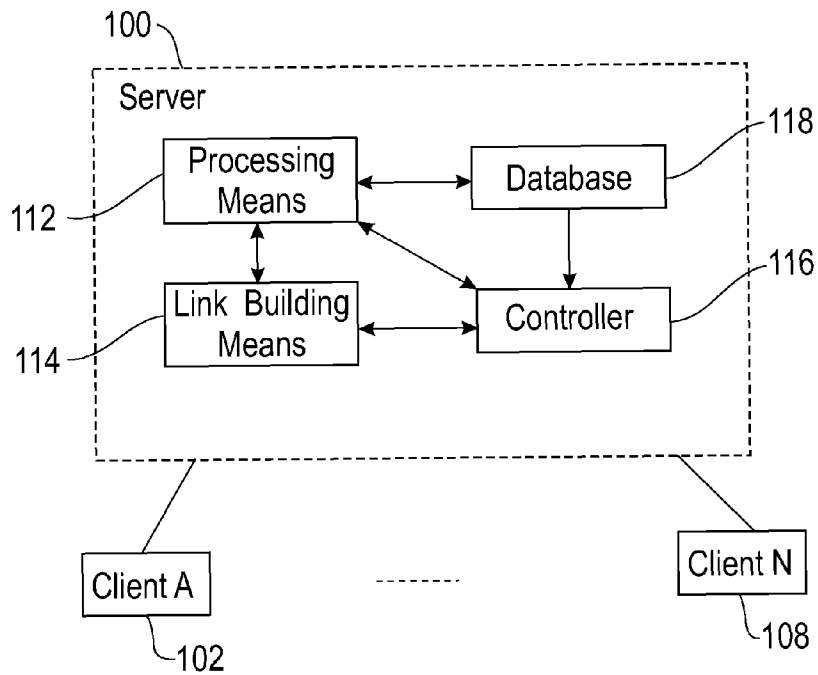 100
Server
118
Processing
Means
Database
112
116
Link Building
Means
Controller
114
Client A
Client N
102
108